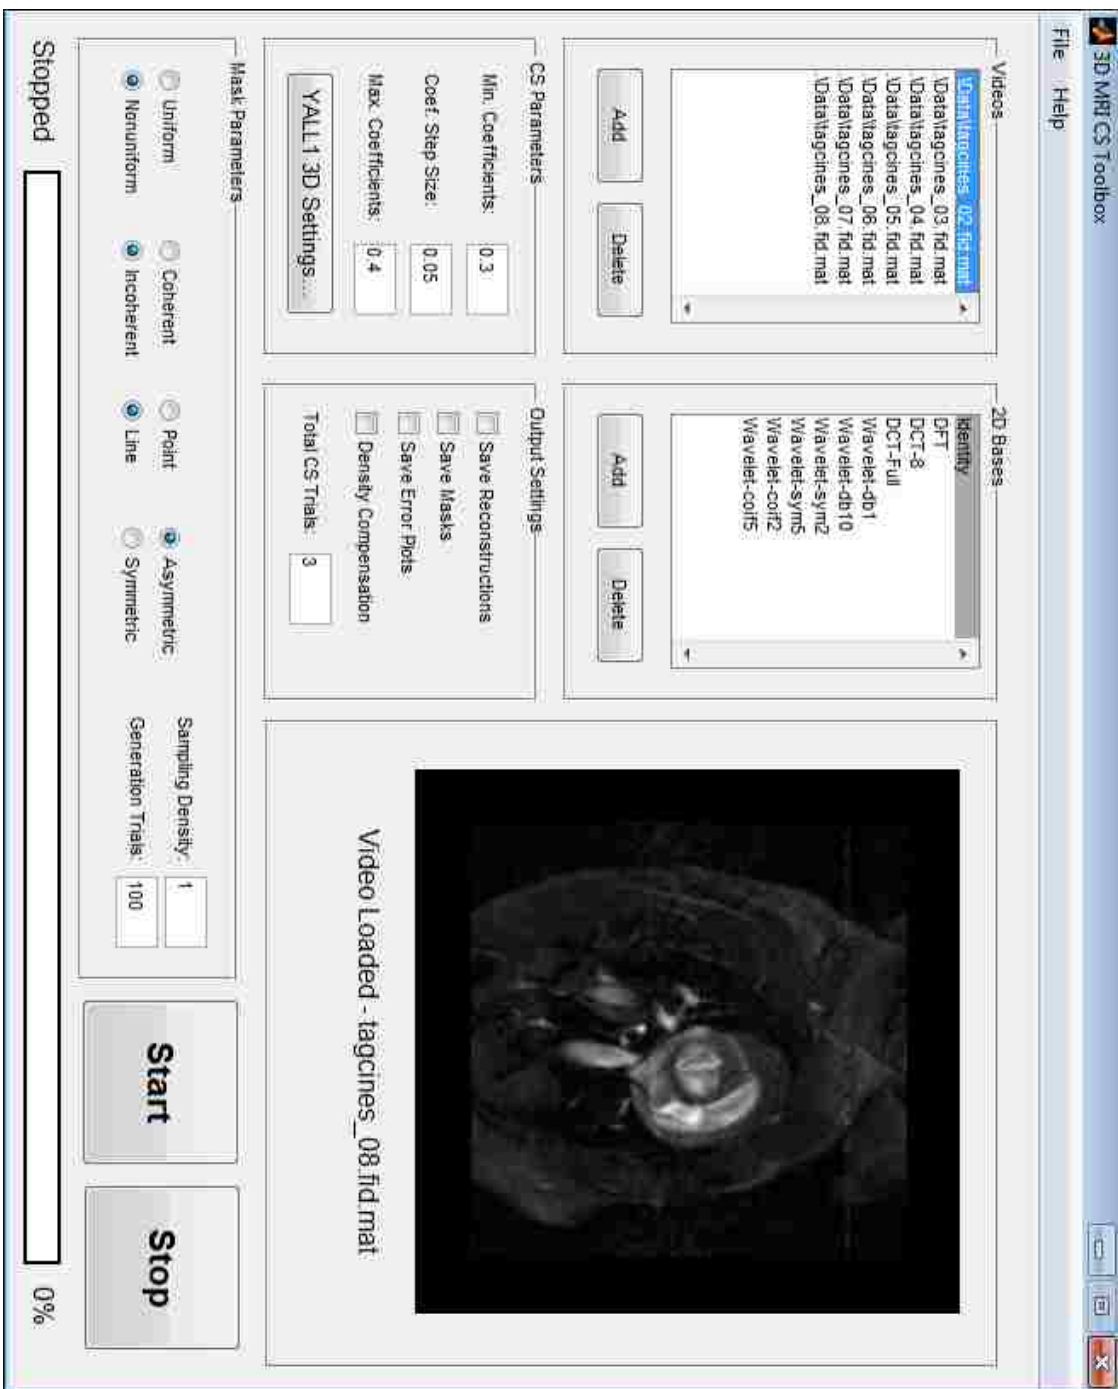 3D MRI CS Toolbox
File Help
Videos
.\Data\tagcines_02.fid.mat
.\Data\tagcines_03.fid.mat
.\Data\tagcines_04.fid.mat
.\Data\tagcines_05.fid.mat
.\Data\tagcines_06.fid.mat
.\Data\tagcines_07.fid.mat
.\Data\tagcines_08.fid.mat
Add
Delete
2D Bases
Identity
DFT
DCT-8
DCT-Full
Wavelet-db1
Wavelet-db10
Wavelet-sym2
Wavelet-sym5
Wavelet-coif2
Wavelet-coif5
Add
Delete
CS Parameters
Min. Coefficients: 0.3
Coef. Step Size: 0.05
Max. Coefficients: 0.4
YALL1 3D Settings...
Output Settings
Save Reconstructions
Save Masks
Save Error Plots
Density Compensation
Total CS Trials: 3
Video Loaded - tagcines_08.fid.mat
Mask Parameters
Uniform Coherent Point Asymmetric Sampling Density: 1
Nonuniform Incoherent Line Symmetric Generation Trials: 100
Start
Stop
Stopped 0%